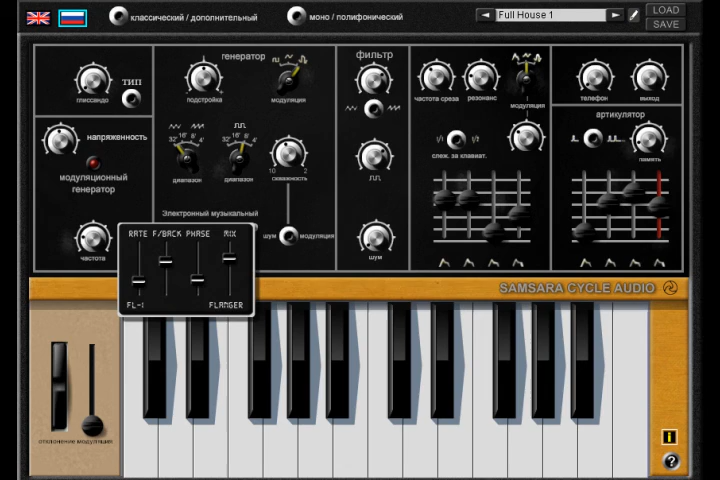 классический / дополнительный
моно / полифонический
Full House 1
LOAD
SAVE
генератор
фильтр
глиссандо
ТИП
подстройка
модуляция
частота среза
резонанс
модуляция
телефон
выход
напряженность
32' 16' 8' 4'
32' 16' 8' 4'
артикулятор
модуляционный
генератор
диапазон
диапазон
10 2
скважность
слеж. за клавиат.
память
Электронный музыкальный
частота
шум
модуляция
шум
RATE F/BACK PHASE MIX
FL-1
FLANGER
SAMSARA CYCLE AUDIO
отклонение модуляция
i
?